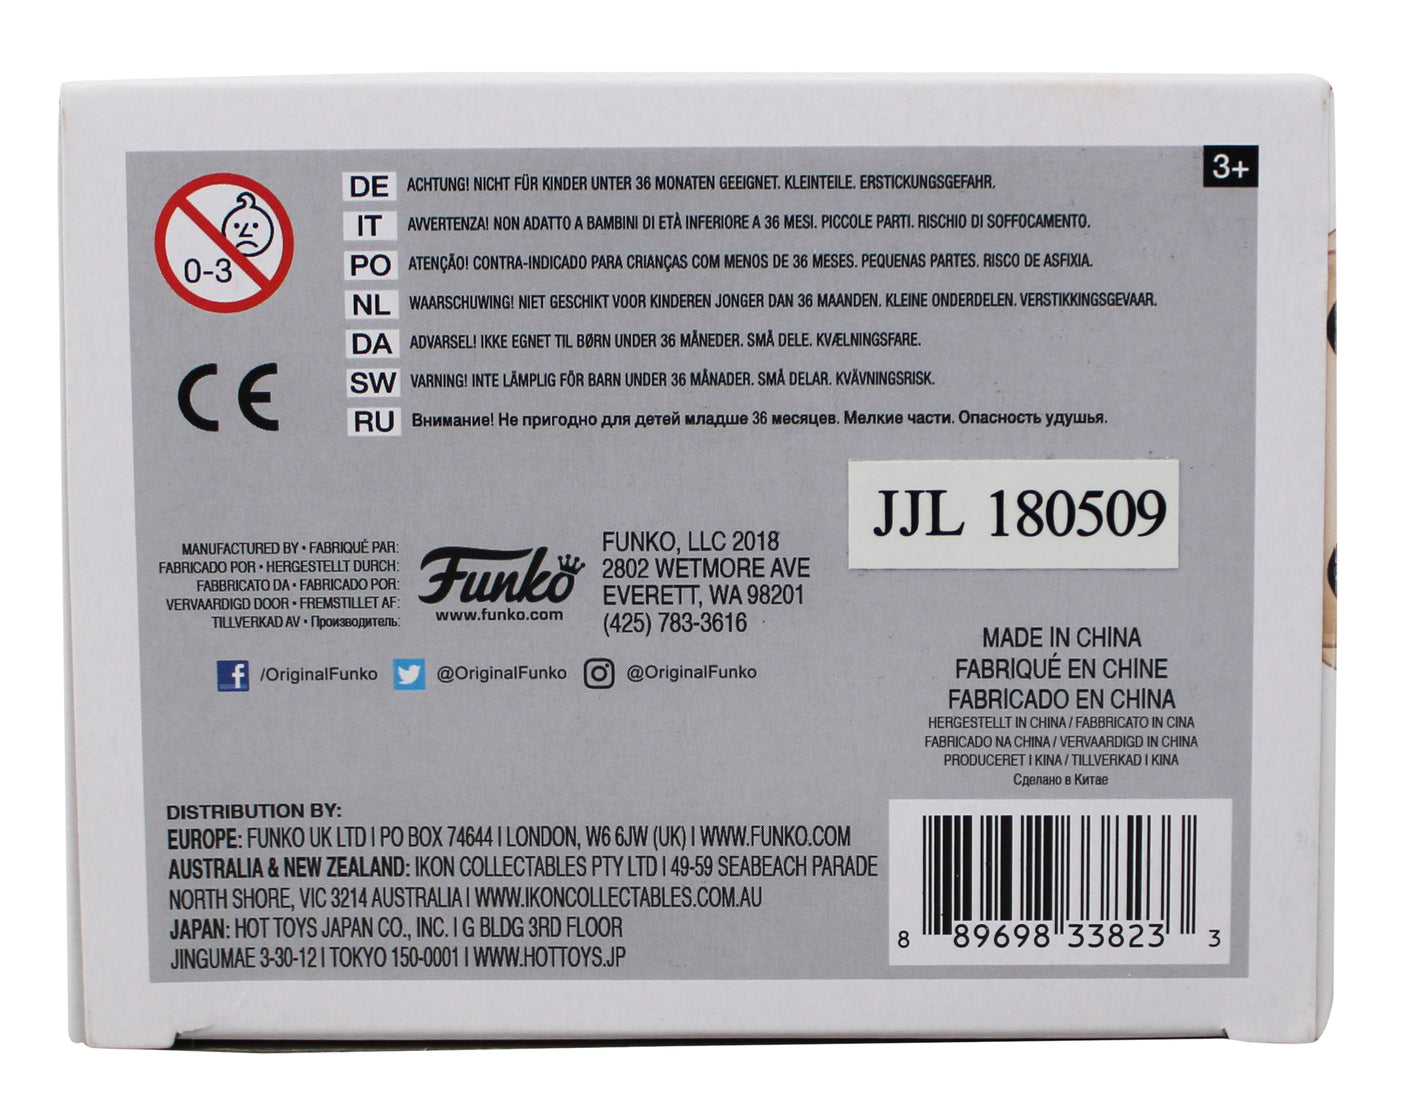 3+
0-3
DE ACHTUNG! NICHT FÜR KINDER UNTER 36 MONATEN GEEIGNET. KLEINTEILE. ERSTICKUNGSGEFAHR.
IT AVVERTENZA! NON ADATTO A BAMBINI DI ETÀ INFERIORE A 36 MESI. PICCOLE PARTI. RISCHIO DI SOFFOCAMENTO.
PO ATENÇÃO! CONTRA-INDICADO PARA CRIANÇAS COM MENOS DE 36 MESES. PEQUENAS PARTES. RISCO DE ASFIXIA.
NL WAARSCHUWING! NIET GESCHIKT VOOR KINDEREN JONGER DAN 36 MAANDEN. KLEINE ONDERDELEN. VERSTIKKINGSGEVAAR.
DA ADVARSEL! IKKE EGNET TIL BØRN UNDER 36 MÅNEDER. SMÅ DELE. KVÆLNINGSFARE.
SW VARNING! INTE LÄMPLIG FÖR BARN UNDER 36 MÅNADER. SMÅ DELAR. KVÄVNINGSRISK.
RU Внимание! Не пригодно для детей младше 36 месяцев. Мелкие части. Опасность удушья.
CE
JJL 180509
MANUFACTURED BY • FABRIQUÉ PAR:
FABRICADO POR • HERGESTELLT DURCH:
FABBRICATO DA • FABRICADO POR:
VERVAARDIGD DOOR • FREMSTILLET AF:
TILLVERKAD AV • Производитель:
Funko
www.funko.com
FUNKO, LLC 2018
2802 WETMORE AVE
EVERETT, WA 98201
(425) 783-3616
/OriginalFunko @OriginalFunko @OriginalFunko
MADE IN CHINA
FABRIQUÉ EN CHINE
FABRICADO EN CHINA
HERGESTELLT IN CHINA / FABBRICATO IN CINA
FABRICADO NA CHINA / VERVAARDIGD IN CHINA
PRODUCERET I KINA / TILLVERKAD I KINA
Сделано в Китае
DISTRIBUTION BY:
EUROPE: FUNKO UK LTD | PO BOX 74644 | LONDON, W6 6JW (UK) | WWW.FUNKO.COM
AUSTRALIA & NEW ZEALAND: IKON COLLECTABLES PTY LTD | 49-59 SEABEACH PARADE
NORTH SHORE, VIC 3214 AUSTRALIA | WWW.IKONCOLLECTABLES.COM.AU
JAPAN: HOT TOYS JAPAN CO., INC. | G BLDG 3RD FLOOR
JINGUMAE 3-30-12 | TOKYO 150-0001 | WWW.HOTTOYS.JP
8 89698 33823 3